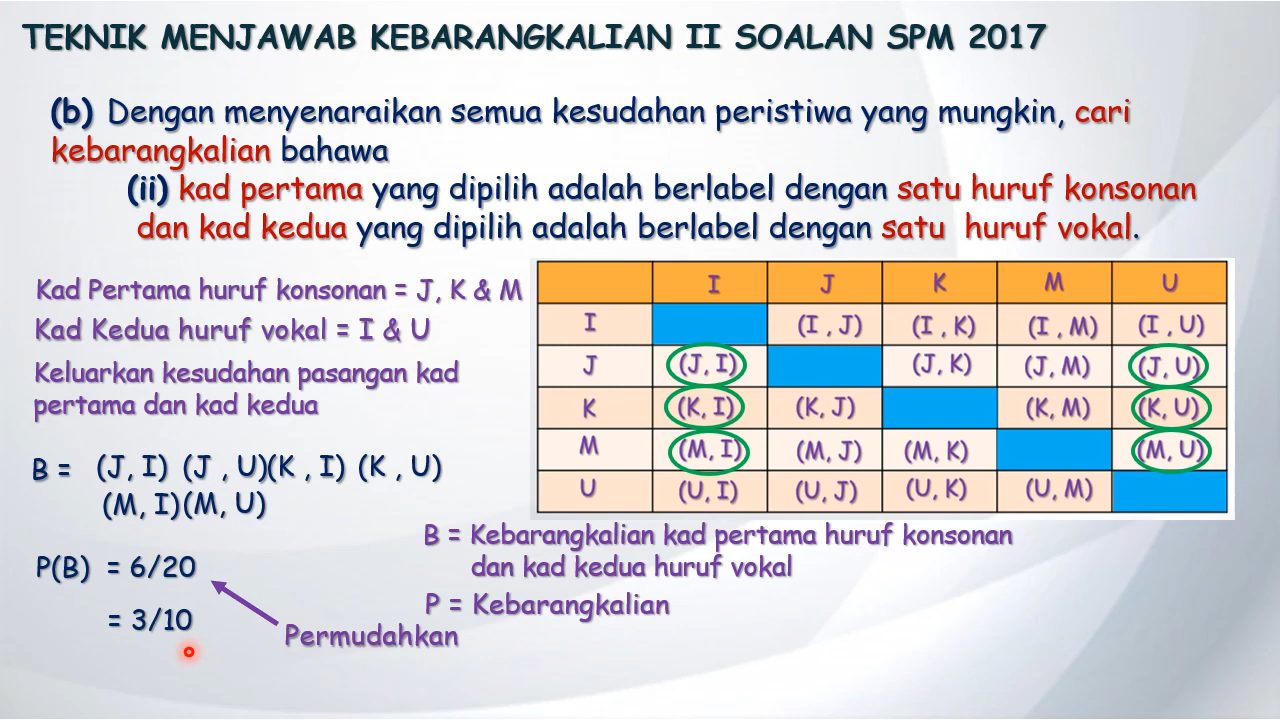 TEKNIK MENJAWAB KEBARANGKALIAN II SOALAN SPM 2017
(b) Dengan menyenaraikan semua kesudahan peristiwa yang mungkin, cari
kebarangkalian bahawa
(ii) kad pertama yang dipilih adalah berlabel dengan satu huruf konsonan
dan kad kedua yang dipilih adalah berlabel dengan satu huruf vokal.
Kad Pertama huruf konsonan = J, K & M
Kad Kedua huruf vokal = I & U
Keluarkan kesudahan pasangan kad
pertama dan kad kedua
B = (J, I) (J , U)(K , I) (K , U)
(M, I)(M, U)
P(B) = 6/20
= 3/10
Permudahkan
I J K M U
I (I , J) (I , K) (I , M) (I , U)
J (J, I) (J, K) (J, M) (J, U)
K (K, I) (K, J) (K, M) (K, U)
M (M, I) (M, J) (M, K) (M, U)
U (U, I) (U, J) (U, K) (U, M)
B = Kebarangkalian kad pertama huruf konsonan
dan kad kedua huruf vokal
P = Kebarangkalian